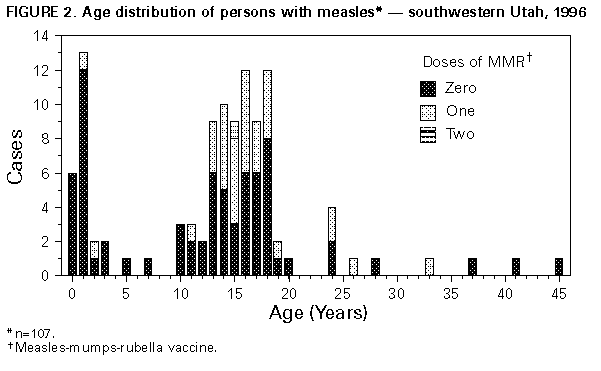 FIGURE 2. Age distribution of persons with measles* — southwestern Utah, 1996
14
12
10
8
6
4
2
0
Cases
Doses of MMR†
Zero
One
Two
0 5 10 15 20 25 30 35 40 45
Age (Years)
*n=107.
†Measles-mumps-rubella vaccine.